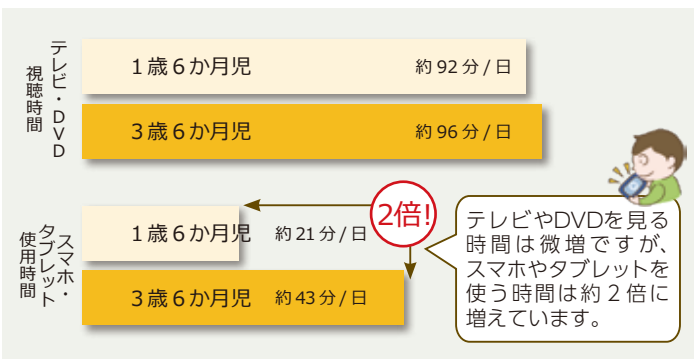 テレビ・DVD
視聴時間
1歳6か月児 約92分/日
3歳6か月児 約96分/日
スマホ・
タブレット
使用時間
1歳6か月児 約21分/日
3歳6か月児 約43分/日
2倍!
テレビやDVDを見る
時間は微増ですが、
スマホやタブレットを
使う時間は約2倍に
増えています。